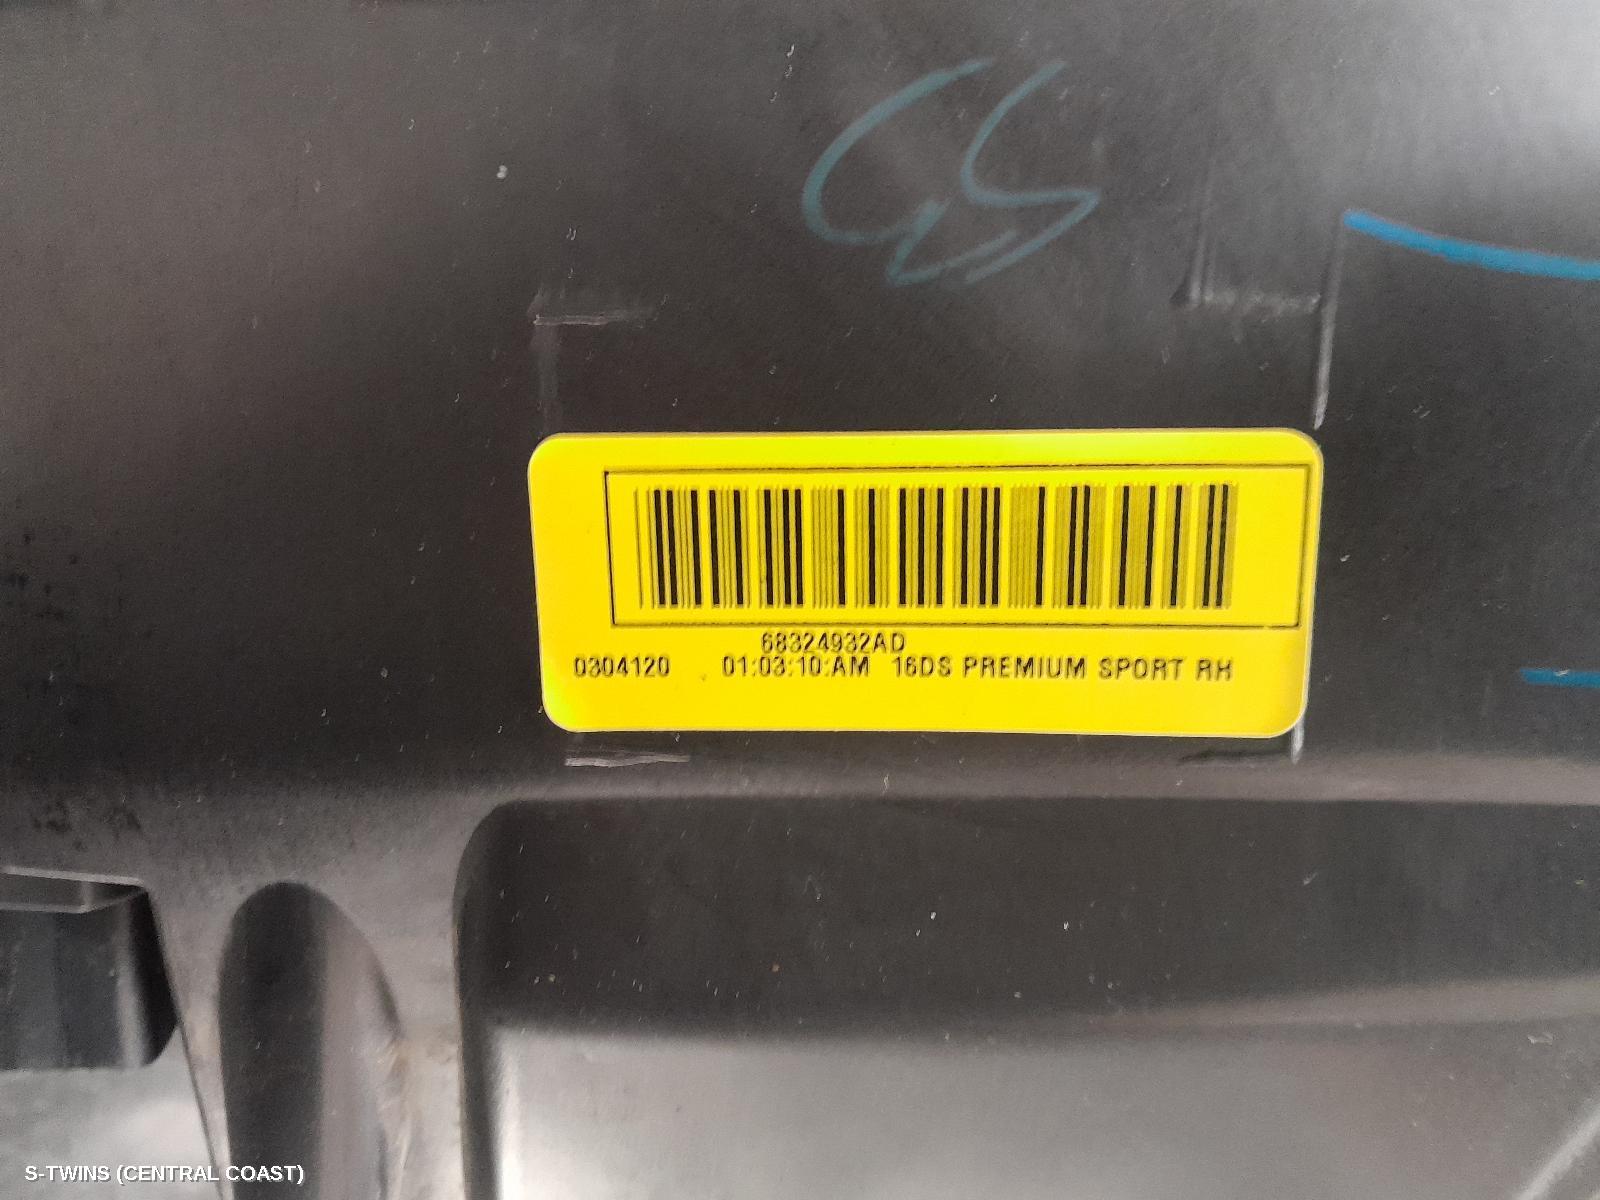 68324932AD
0304120 01:03:10:AM 16DS PREMIUM SPORT RH
S-TWINS (CENTRAL COAST)